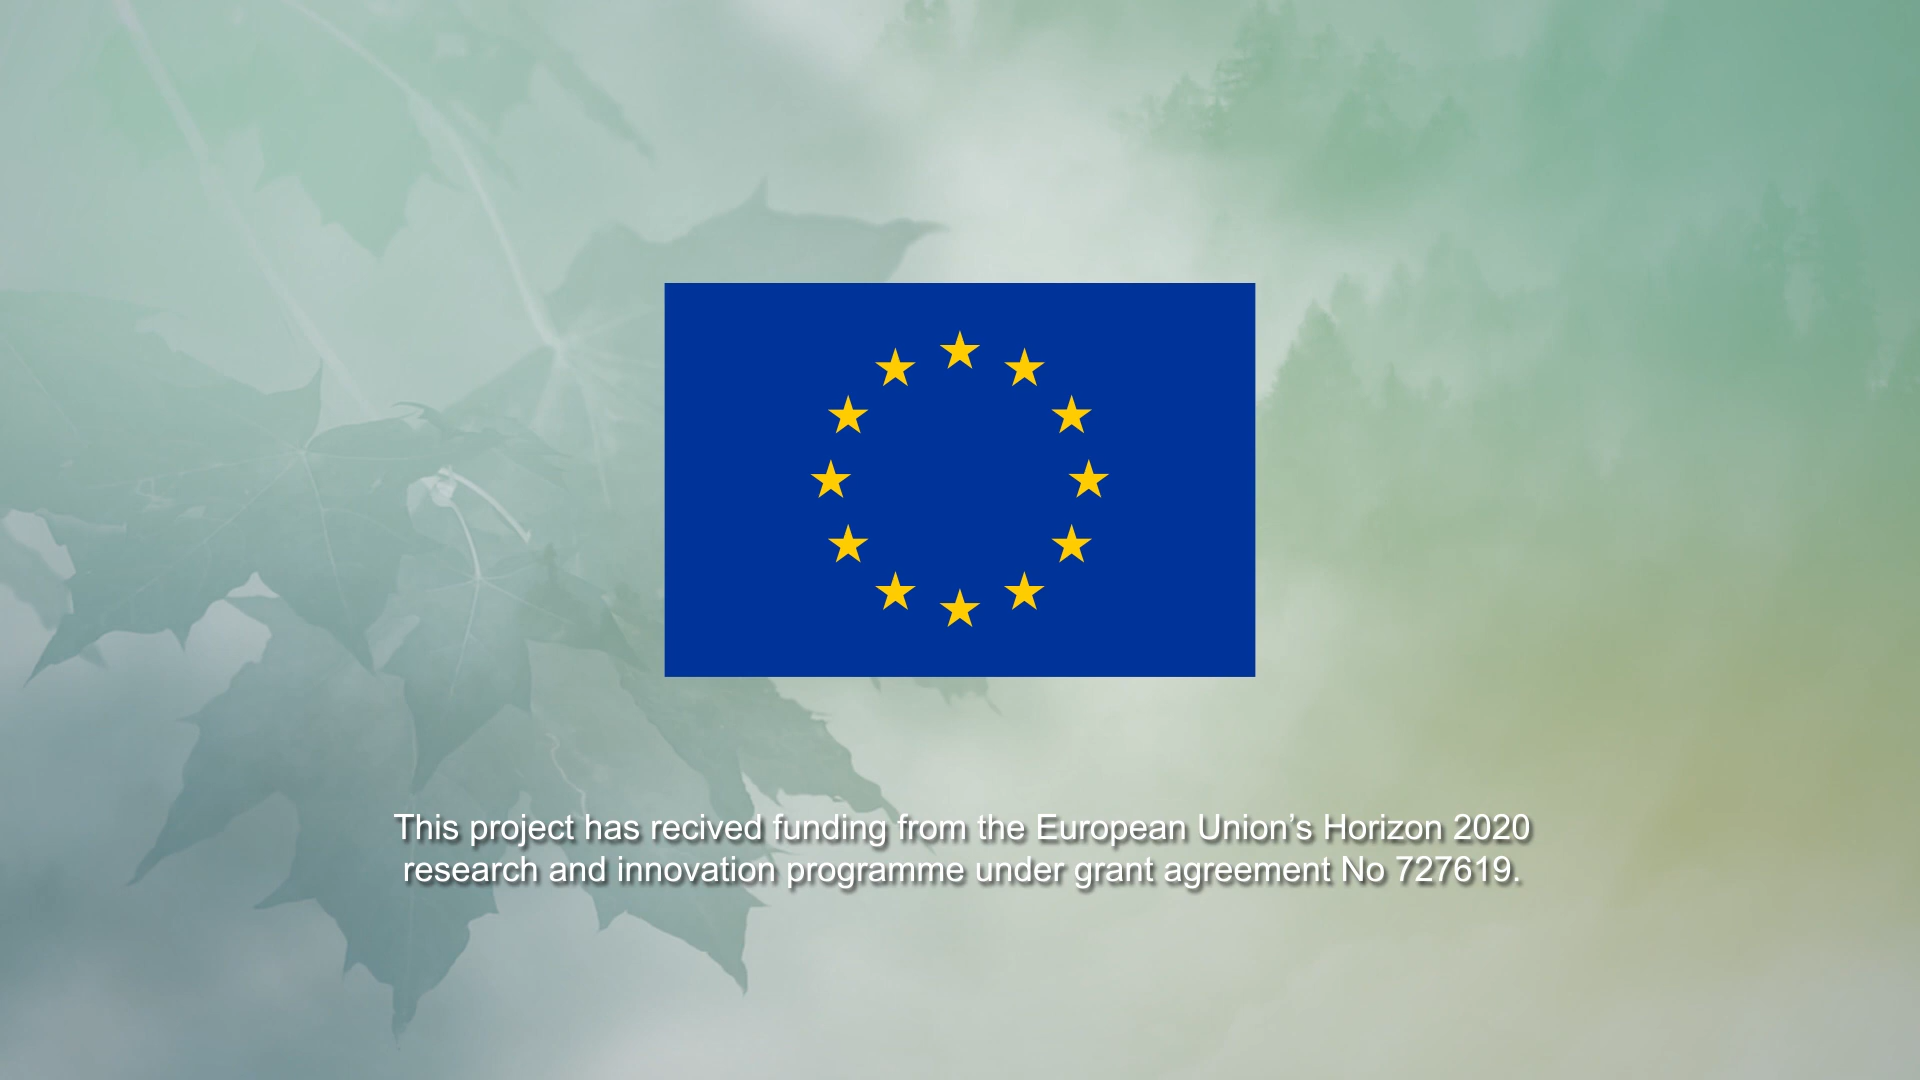 This project has recived funding from the European Union’s Horizon 2020
research and innovation programme under grant agreement No 727619.